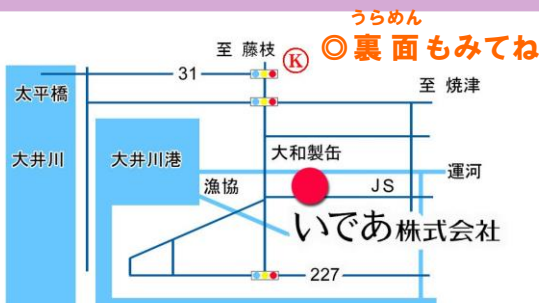 うらめん
◎裏面もみてね
至 藤枝
Ⓚ
31
至 焼津
太平橋
大井川
大井川港
大和製缶
運河
漁協
JS
いであ株式会社
227